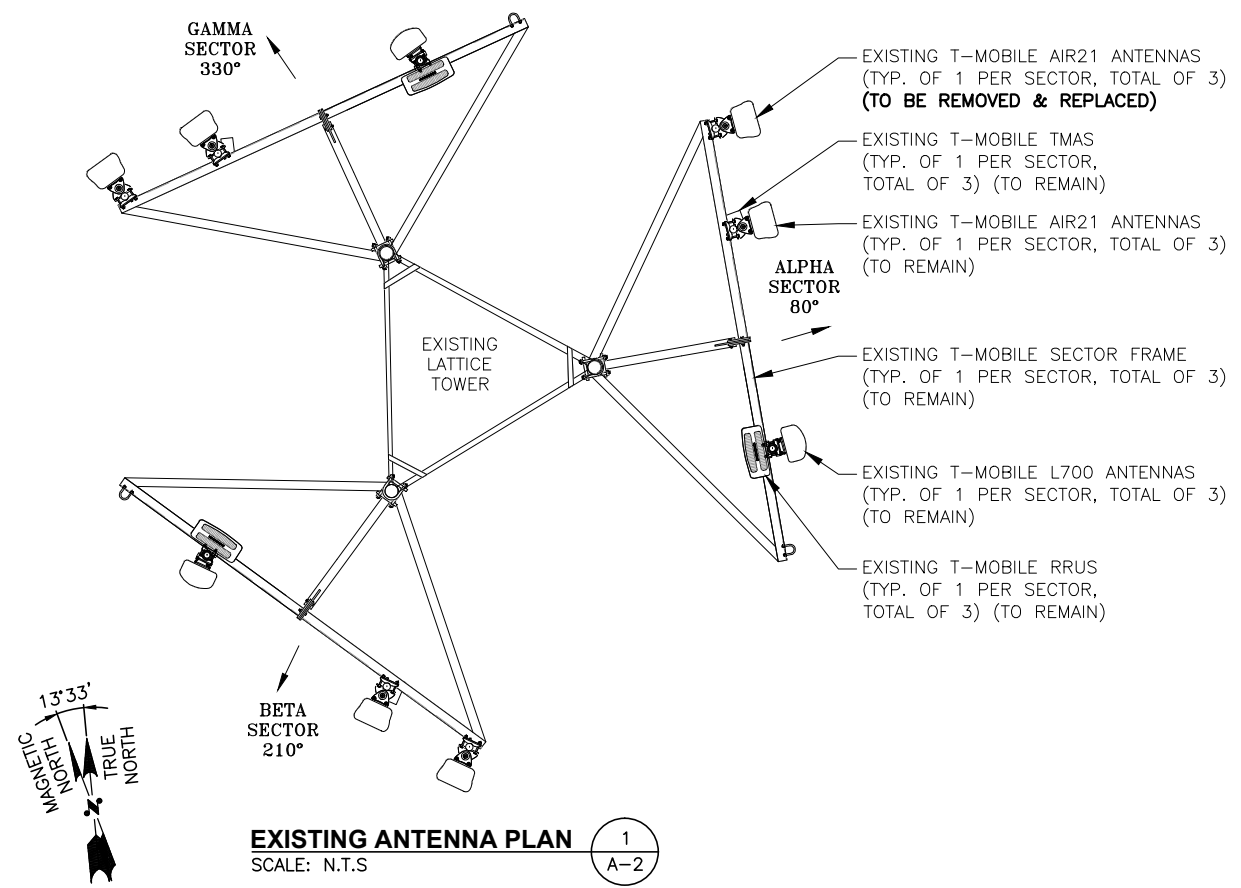 GAMMA
SECTOR
330°
EXISTING T-MOBILE AIR21 ANTENNAS
(TYP. OF 1 PER SECTOR, TOTAL OF 3)
(TO BE REMOVED & REPLACED)
EXISTING T-MOBILE TMAS
(TYP. OF 1 PER SECTOR,
TOTAL OF 3) (TO REMAIN)
EXISTING T-MOBILE AIR21 ANTENNAS
(TYP. OF 1 PER SECTOR, TOTAL OF 3)
(TO REMAIN)
ALPHA
SECTOR
80°
EXISTING
LATTICE
TOWER
EXISTING T-MOBILE SECTOR FRAME
(TYP. OF 1 PER SECTOR, TOTAL OF 3)
(TO REMAIN)
EXISTING T-MOBILE L700 ANTENNAS
(TYP. OF 1 PER SECTOR, TOTAL OF 3)
(TO REMAIN)
EXISTING T-MOBILE RRUS
(TYP. OF 1 PER SECTOR,
TOTAL OF 3) (TO REMAIN)
BETA
SECTOR
210°
13°33'
MAGNETIC
NORTH
TRUE
NORTH
N
EXISTING ANTENNA PLAN
SCALE: N.T.S
1
A-2